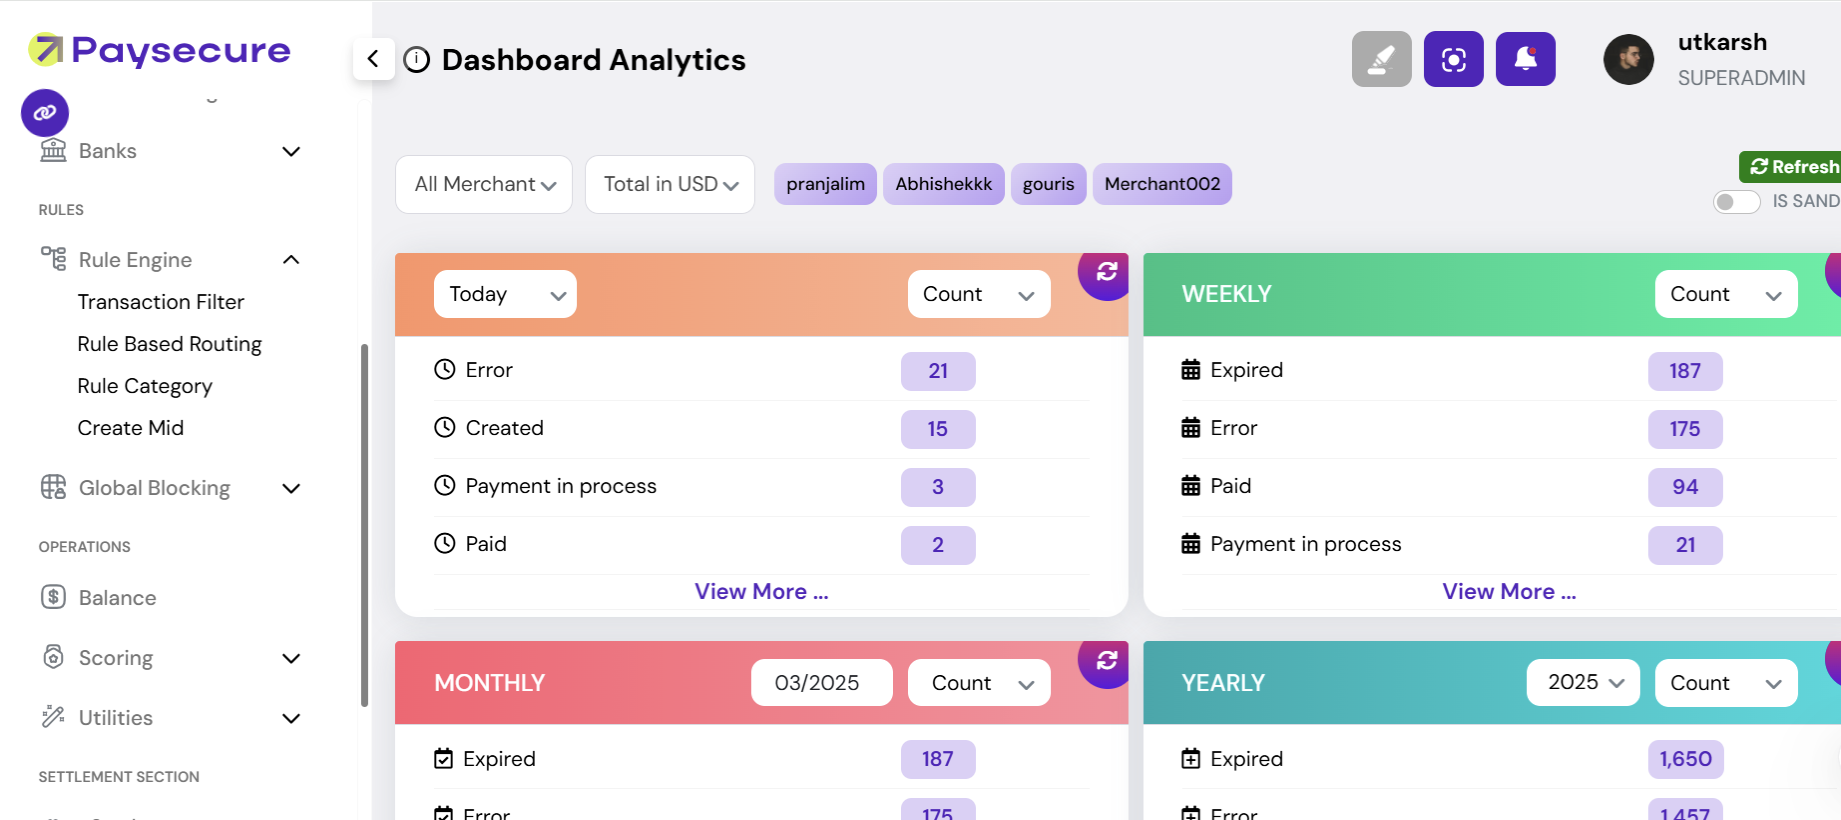 Paysecure
Dashboard Analytics
utkarsh
SUPERADMIN
Banks
RULES
Rule Engine
Transaction Filter
Rule Based Routing
Rule Category
Create Mid
Global Blocking
OPERATIONS
Balance
Scoring
Utilities
SETTLEMENT SECTION
All Merchant
Total in USD
pranjalim
Abhishekkk
gouris
Merchant002
Refresh
IS SAND
Today
Count
Error 21
Created 15
Payment in process 3
Paid 2
View More ...
WEEKLY
Count
Expired 187
Error 175
Paid 94
Payment in process 21
View More ...
MONTHLY
03/2025
Count
Expired 187
Error 175
YEARLY
2025
Count
Expired 1,650
Error 1,457